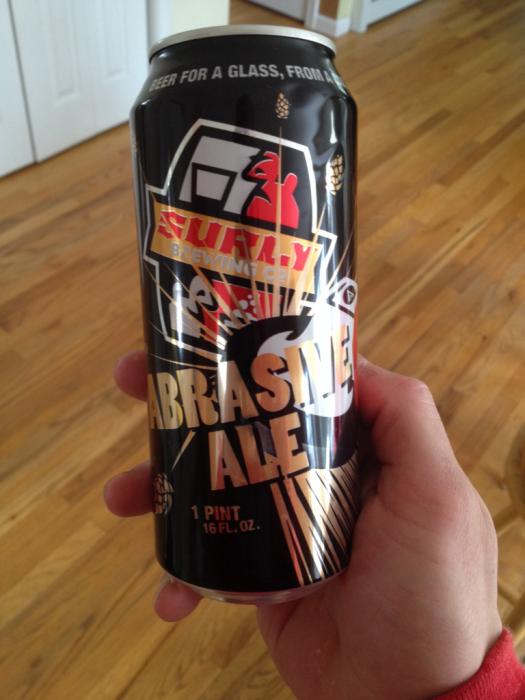 BEER FOR A GLASS, FROM A
SURLY
BREWING CO
ABRASIVE
ALE
1 PINT
16 FL. OZ.